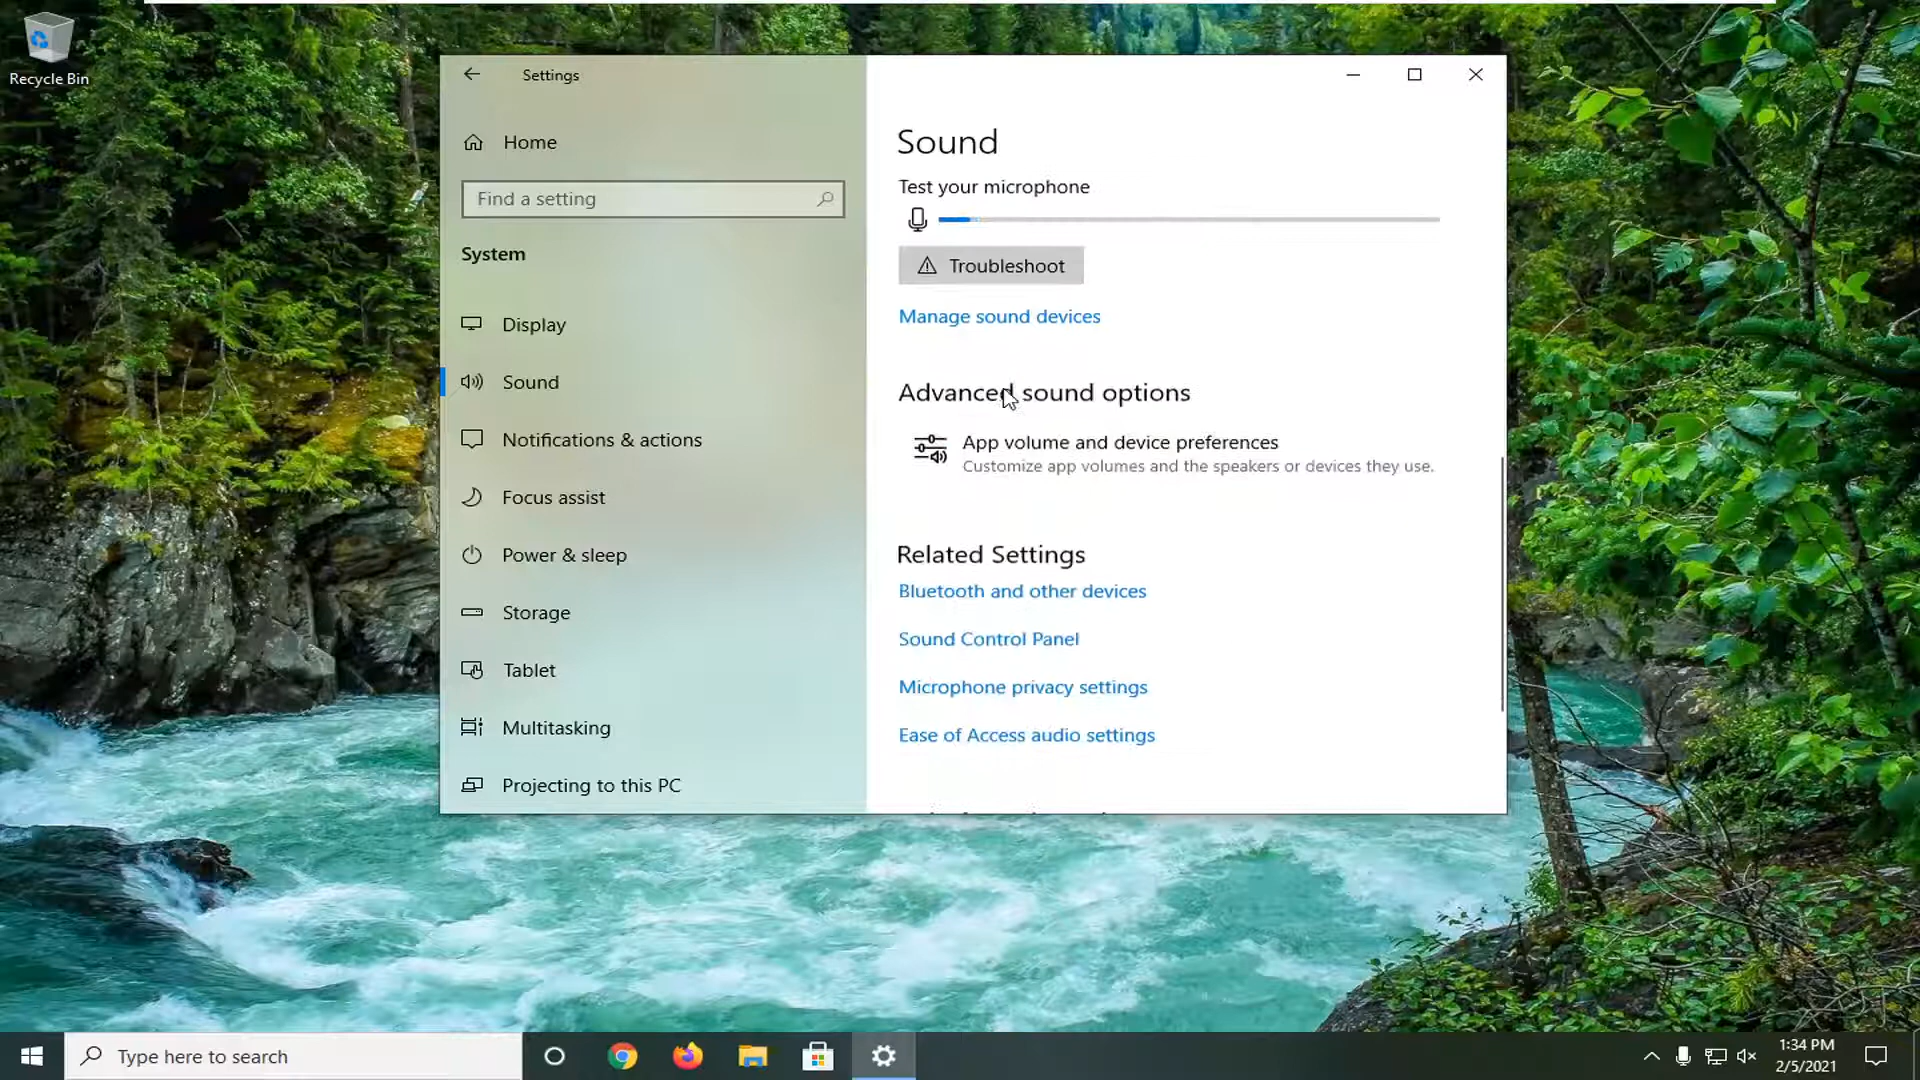 Recycle Bin
Settings
Home
Find a setting
System
Display
Sound
Notifications & actions
Focus assist
Power & sleep
Storage
Tablet
Multitasking
Projecting to this PC
Sound
Test your microphone
Troubleshoot
Manage sound devices
Advanced sound options
App volume and device preferences
Customize app volumes and the speakers or devices they use.
Related Settings
Bluetooth and other devices
Sound Control Panel
Microphone privacy settings
Ease of Access audio settings
Type here to search
1:34 PM
2/5/2021